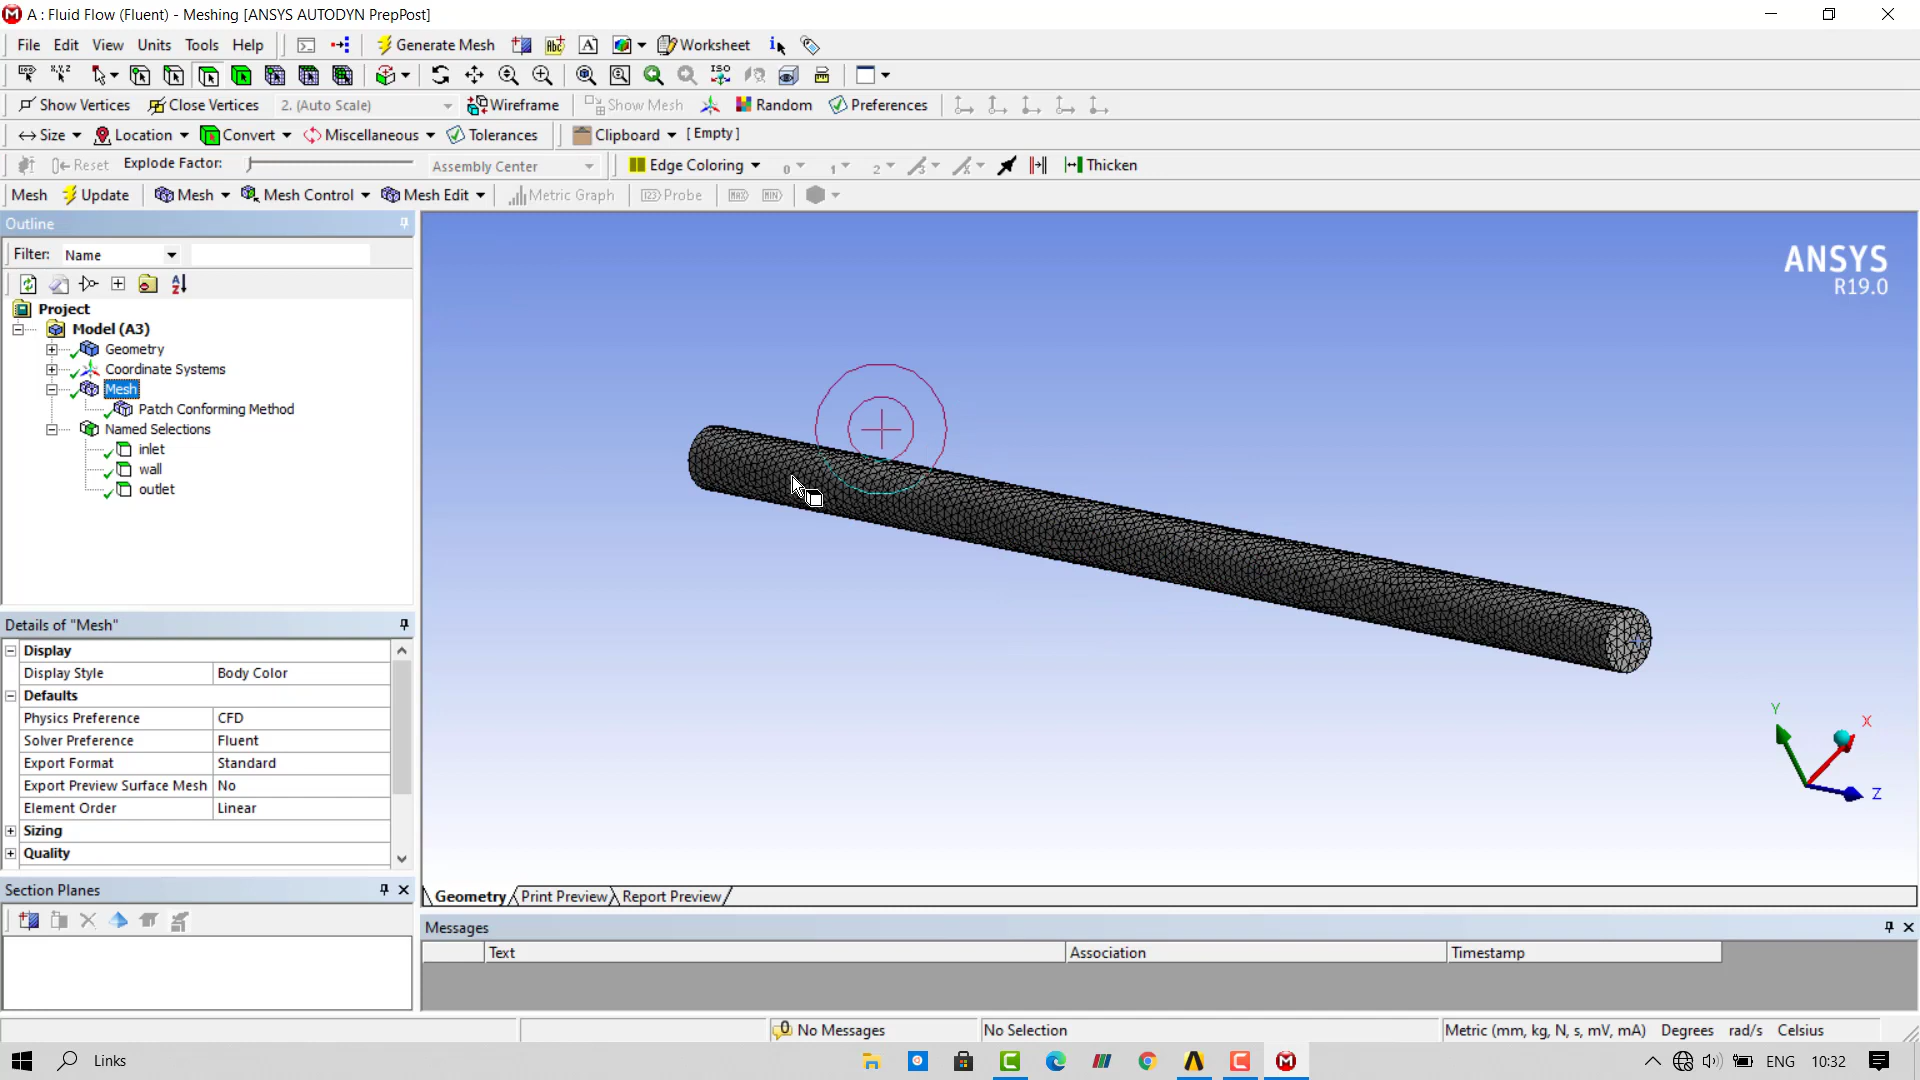 A : Fluid Flow (Fluent) - Meshing [ANSYS AUTODYN PrepPost]
File Edit View Units Tools Help Generate Mesh Worksheet
Show Vertices Close Vertices 2. (Auto Scale) Wireframe Show Mesh Random Preferences
Size Location Convert Miscellaneous Tolerances Clipboard [ Empty ]
Reset Explode Factor: Assembly Center Edge Coloring Thicken
Mesh Update Mesh Mesh Control Mesh Edit Metric Graph Probe
Outline
Filter: Name
Project
Model (A3)
Geometry
Coordinate Systems
Mesh
Patch Conforming Method
Named Selections
inlet
wall
outlet
ANSYS
R19.0
Y
X
Z
Details of "Mesh"
Display
Display Style Body Color
Defaults
Physics Preference CFD
Solver Preference Fluent
Export Format Standard
Export Preview Surface Mesh No
Element Order Linear
Sizing
Quality
Section Planes
Geometry Print Preview Report Preview
Messages
Text Association Timestamp
0 No Messages No Selection Metric (mm, kg, N, s, mV, mA) Degrees rad/s Celsius
Links ENG 10:32